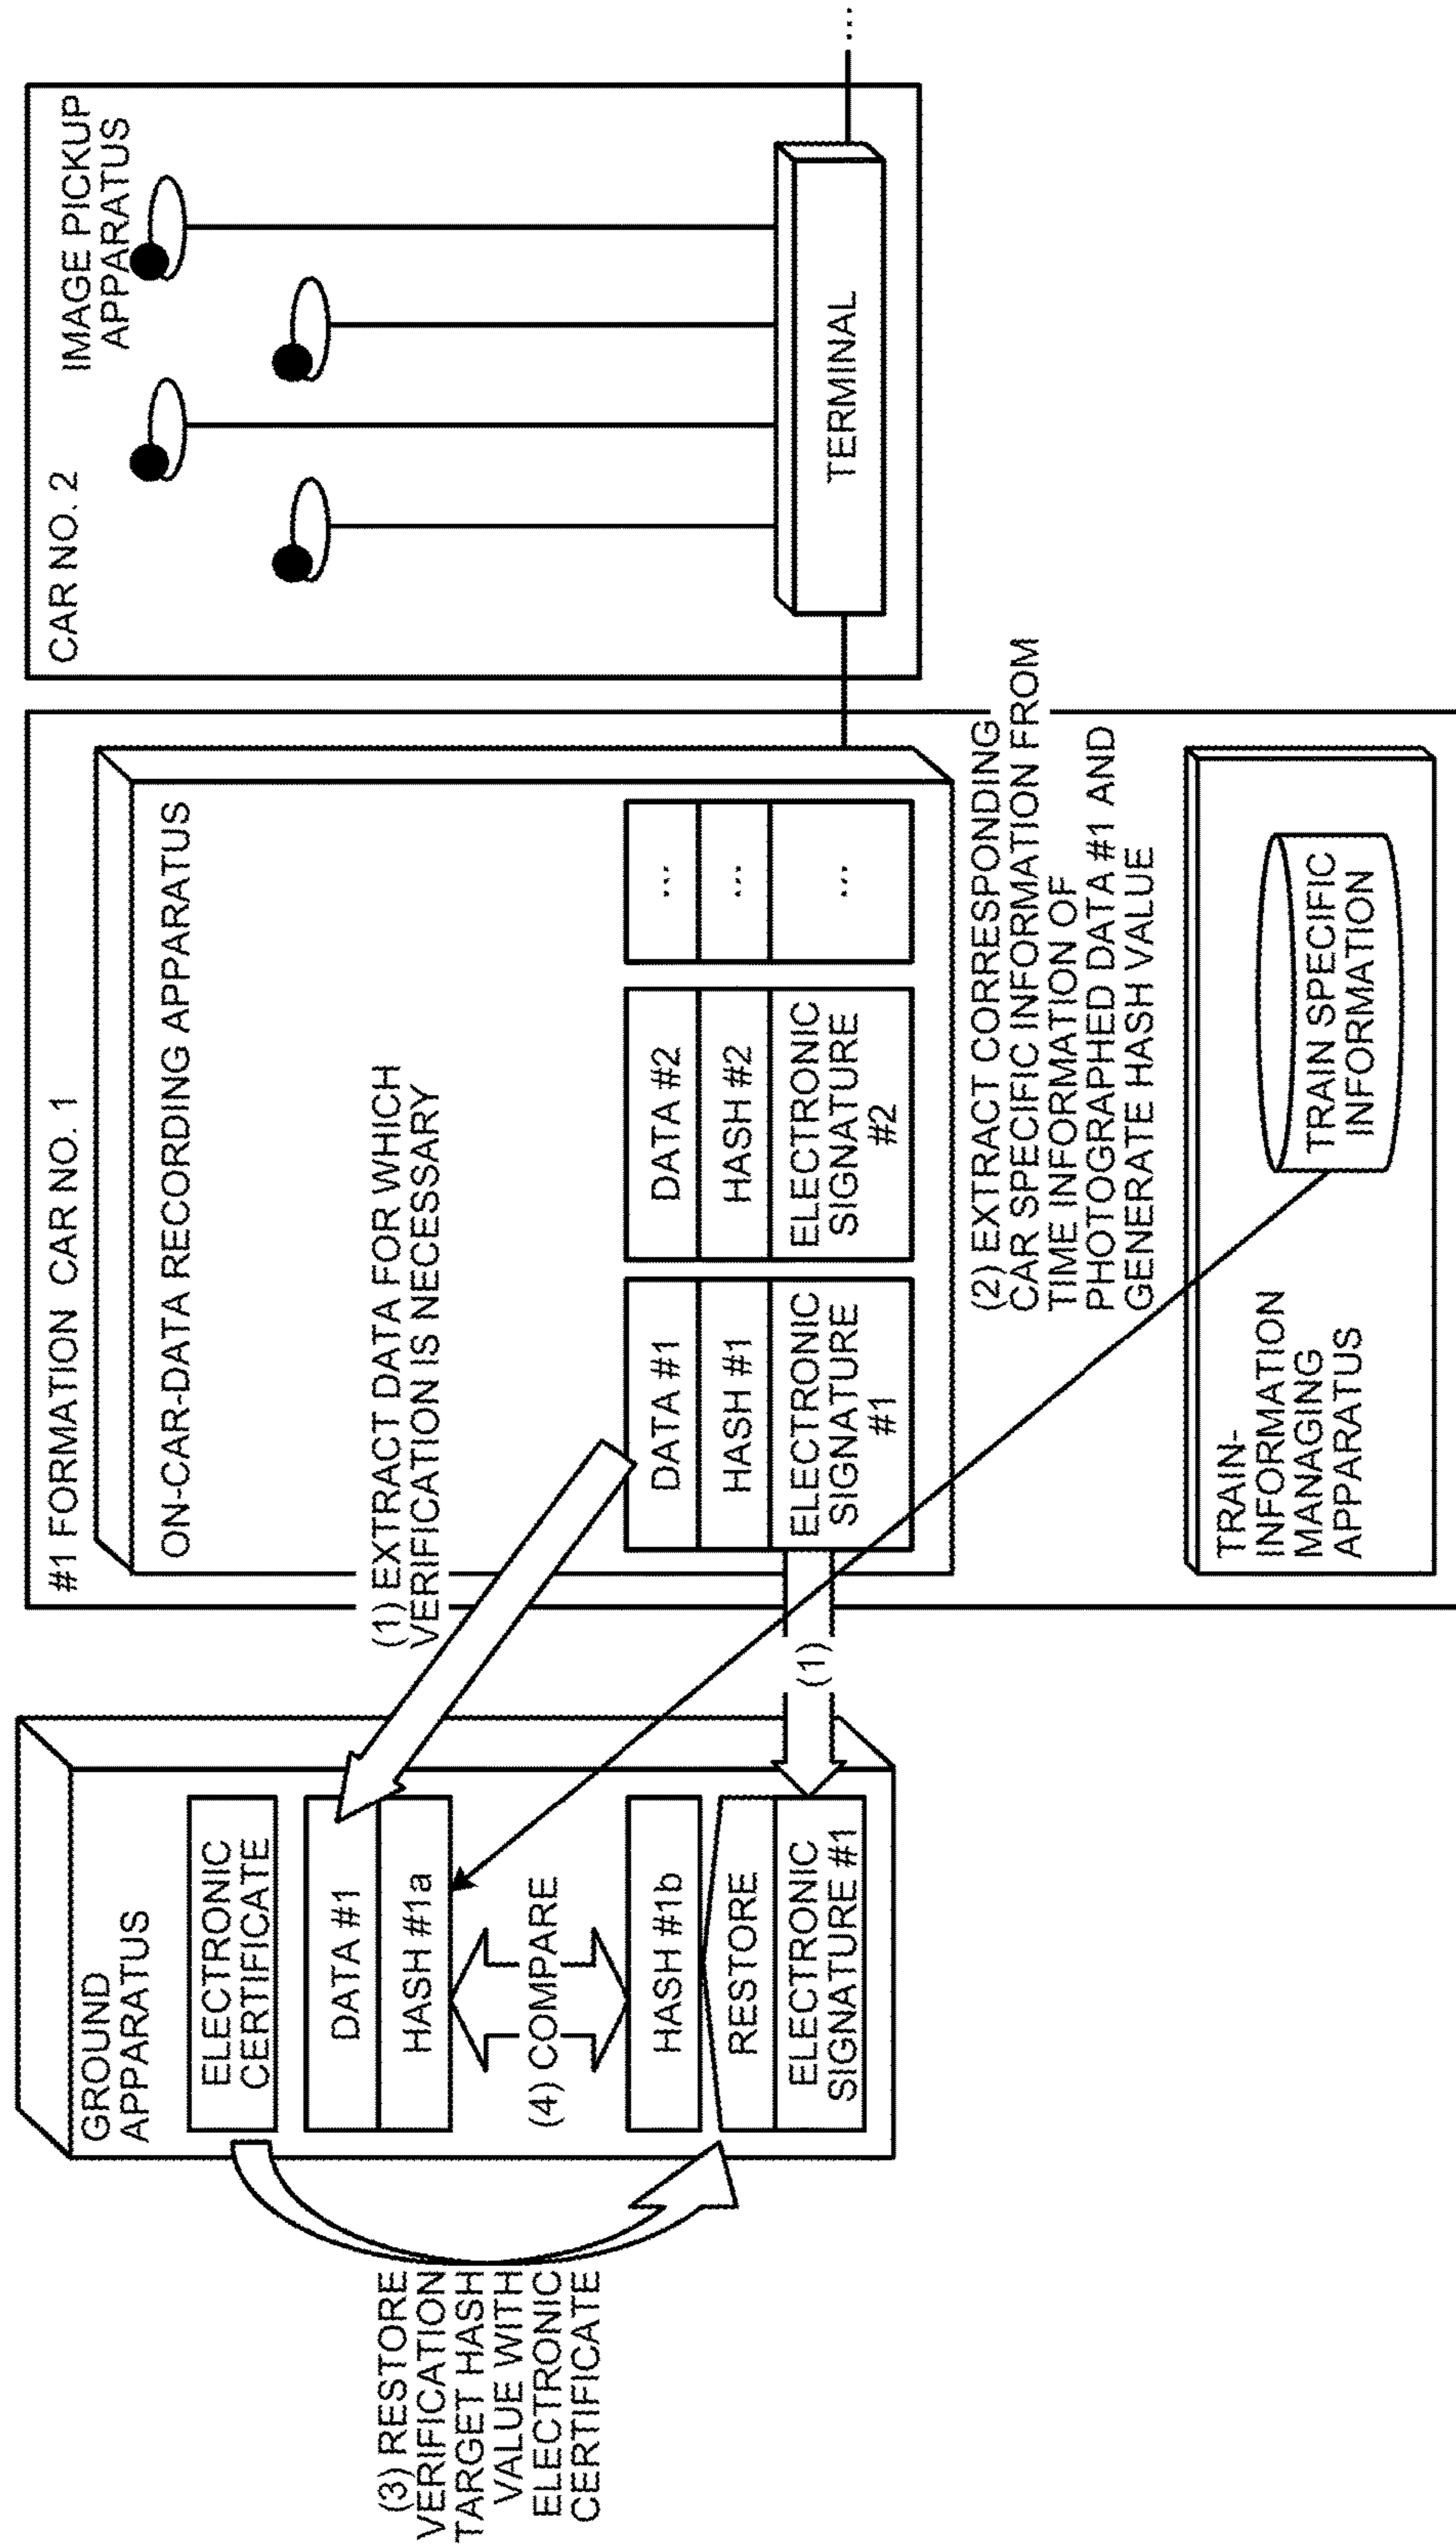 (3) RESTORE
VERIFICATION
TARGET HASH
VALUE WITH
ELECTRONIC
CERTIFICATE
GROUND
APPARATUS
ELECTRONIC
CERTIFICATE
DATA #1
HASH #1a
(4) COMPARE
HASH #1b
RESTORE
ELECTRONIC
SIGNATURE #1
(1)
#1 FORMATION CAR NO. 1
ON-CAR-DATA RECORDING APPARATUS
(1) EXTRACT DATA FOR WHICH
VERIFICATION IS NECESSARY
DATA #1
HASH #1
ELECTRONIC
SIGNATURE
#1
DATA #2
HASH #2
ELECTRONIC
SIGNATURE
#2
...
...
...
(2) EXTRACT CORRESPONDING
CAR SPECIFIC INFORMATION FROM
TIME INFORMATION OF
PHOTOGRAPHED DATA #1 AND
GENERATE HASH VALUE
TRAIN-
INFORMATION
MANAGING
APPARATUS
TRAIN SPECIFIC
INFORMATION
CAR NO. 2
IMAGE PICKUP
APPARATUS
TERMINAL
...